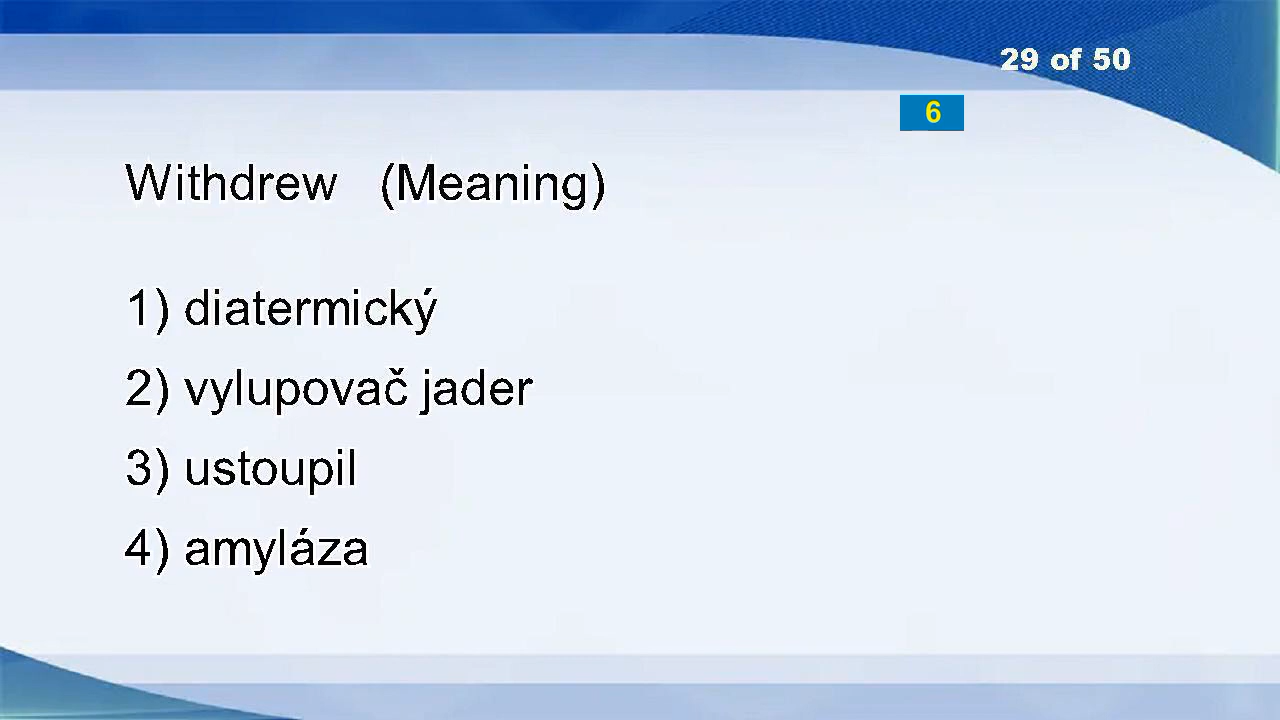 29 of 50
6
Withdrew (Meaning)
1) diatermický
2) vylupovač jader
3) ustoupil
4) amyláza